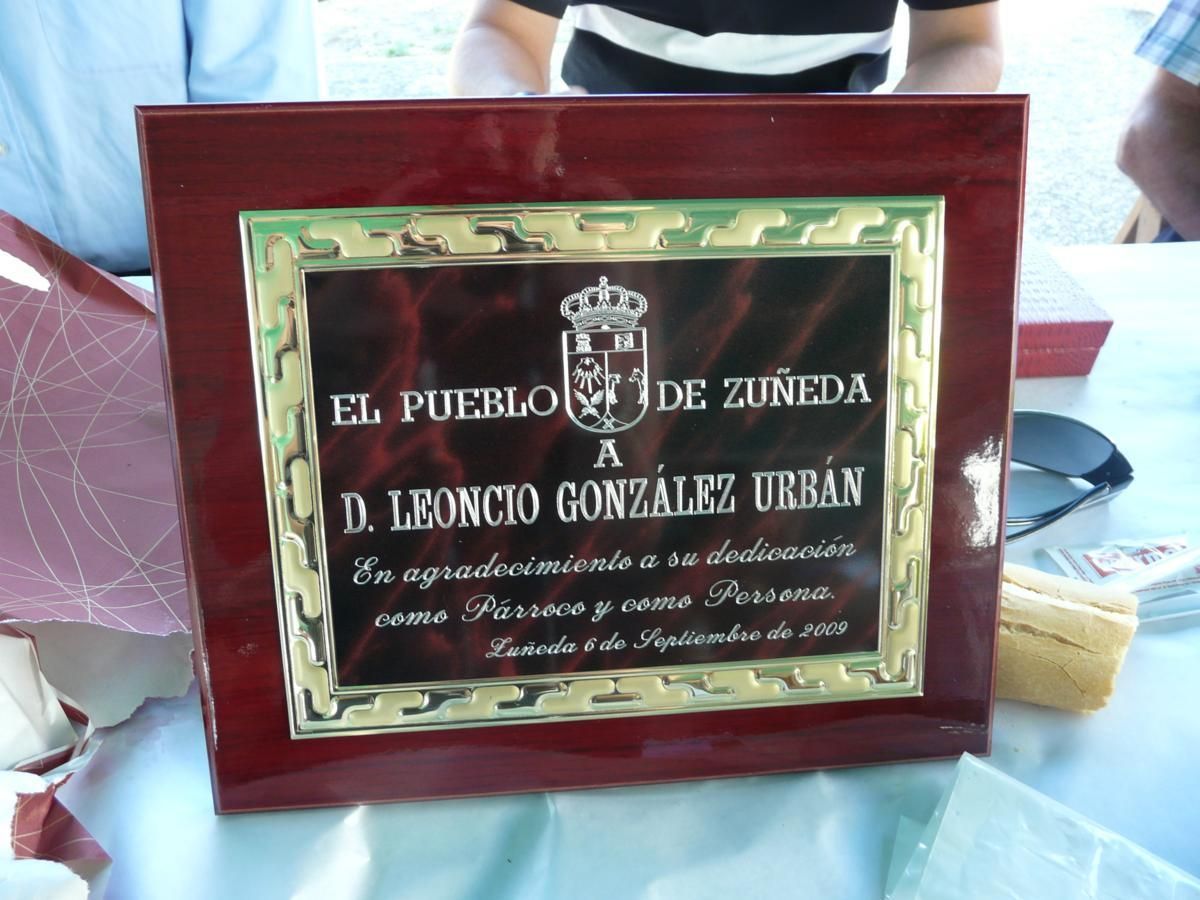 EL PUEBLO DE ZUÑEDA
A
D. LEONCIO GONZÁLEZ URBÁN
En agradecimiento a su dedicación
como Párroco y como Persona.
Zuñeda 6 de Septiembre de 2009